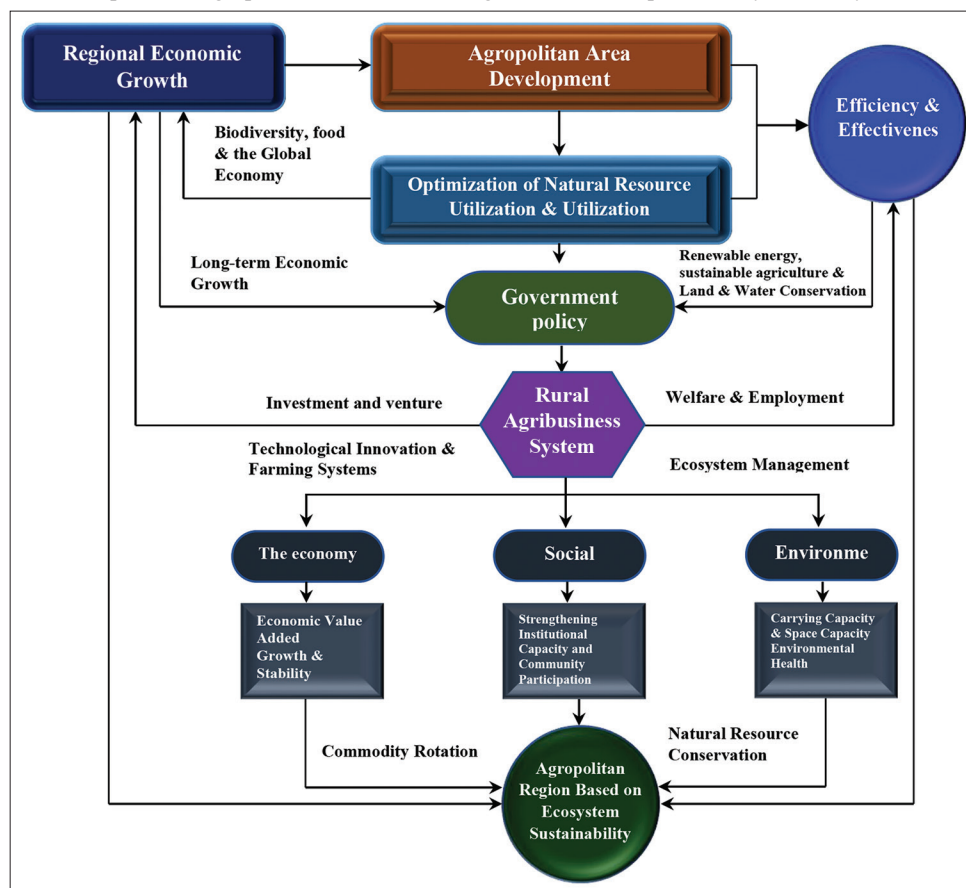 Regional Economic
Growth
Agropolitan Area
Development
Efficiency &
Effectivenes
Biodiversity, food
& the Global
Economy
Optimization of Natural Resource
Utilization & Utilization
Long-term Economic
Growth
Renewable energy,
sustainable agriculture &
Land & Water Conservation
Government
policy
Investment and venture
Rural
Agribusiness
System
Welfare & Employment
Technological Innovation &
Farming Systems
Ecosystem Management
The economy
Social
Environme
Economic Value
Added
Growth &
Stability
Strengthening
Institutional
Capacity and
Community
Participation
Carrying Capacity
& Space Capacity
Environmental
Health
Commodity Rotation
Natural Resource
Conservation
Agropolitan
Region Based on
Ecosystem
Sustainability